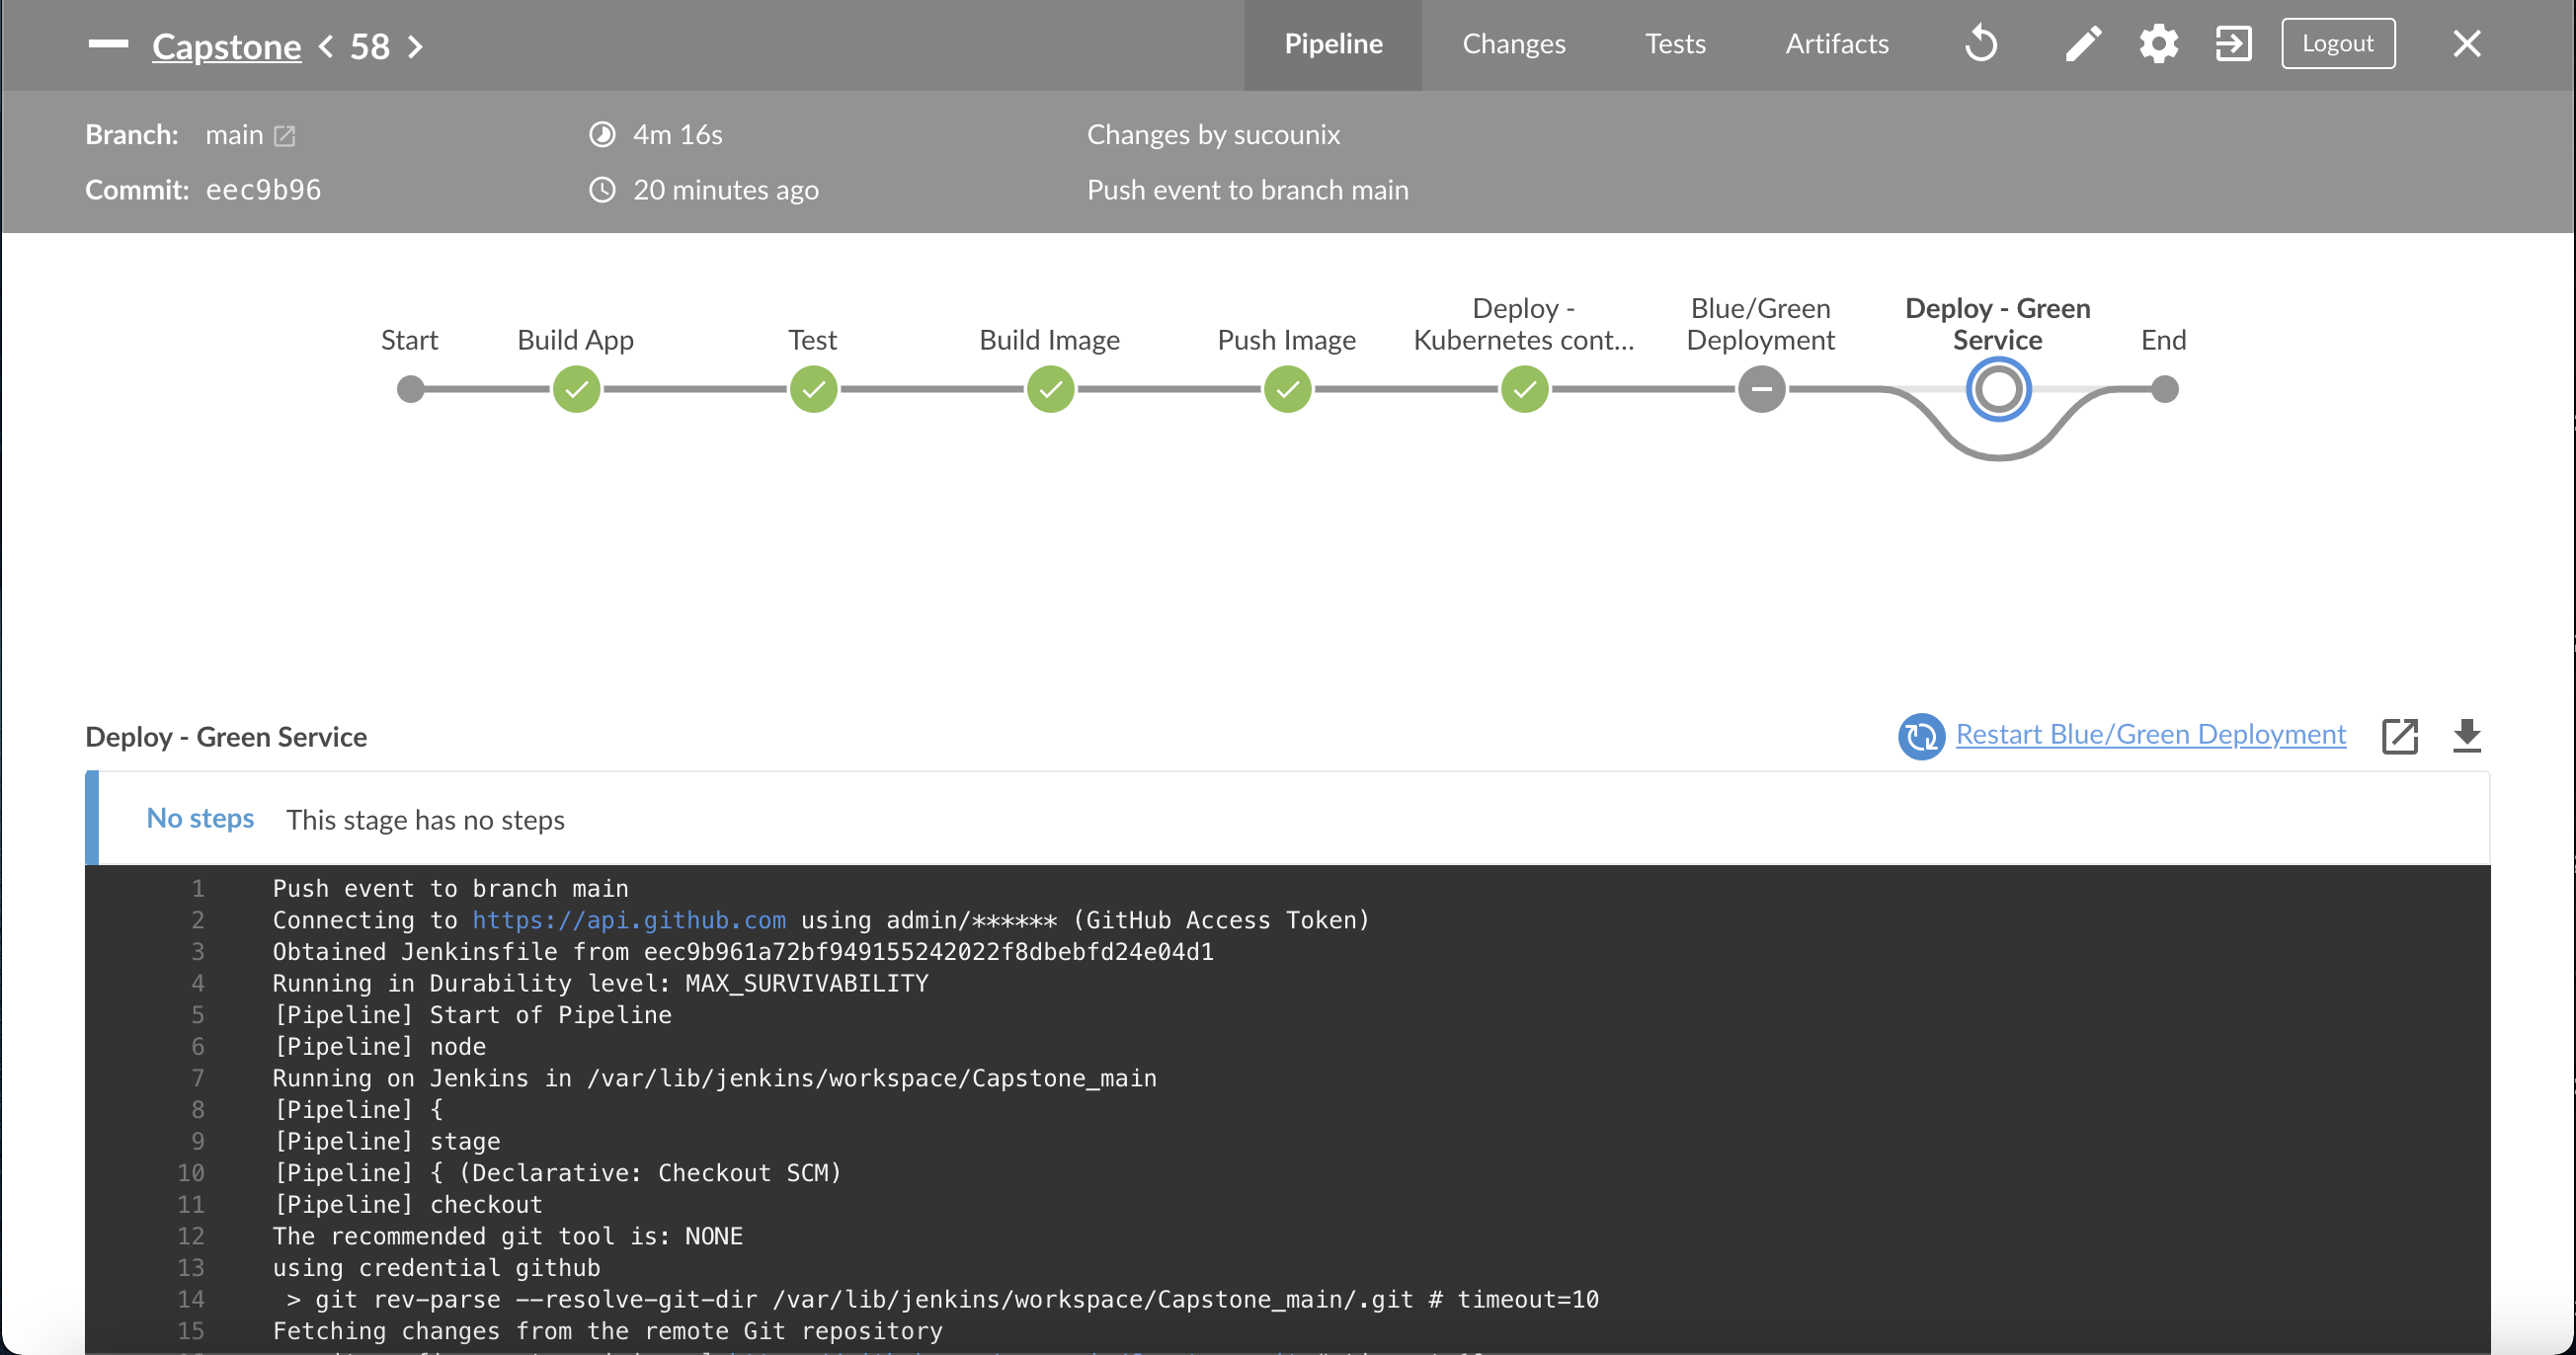 Capstone < 58 >
Pipeline Changes Tests Artifacts Logout
Branch: main 4m 16s Changes by sucounix
Commit: eec9b96 20 minutes ago Push event to branch main
Start
Build App
Test
Build Image
Push Image
Deploy -
Kubernetes cont...
Blue/Green
Deployment
Deploy - Green
Service
End
Deploy - Green Service Restart Blue/Green Deployment
No steps This stage has no steps
1 Push event to branch main
2 Connecting to https://api.github.com using admin/****** (GitHub Access Token)
3 Obtained Jenkinsfile from eec9b961a72bf949155242022f8dbebfd24e04d1
4 Running in Durability level: MAX_SURVIVABILITY
5 [Pipeline] Start of Pipeline
6 [Pipeline] node
7 Running on Jenkins in /var/lib/jenkins/workspace/Capstone_main
8 [Pipeline] {
9 [Pipeline] stage
10 [Pipeline] { (Declarative: Checkout SCM)
11 [Pipeline] checkout
12 The recommended git tool is: NONE
13 using credential github
14 > git rev-parse --resolve-git-dir /var/lib/jenkins/workspace/Capstone_main/.git # timeout=10
15 Fetching changes from the remote Git repository